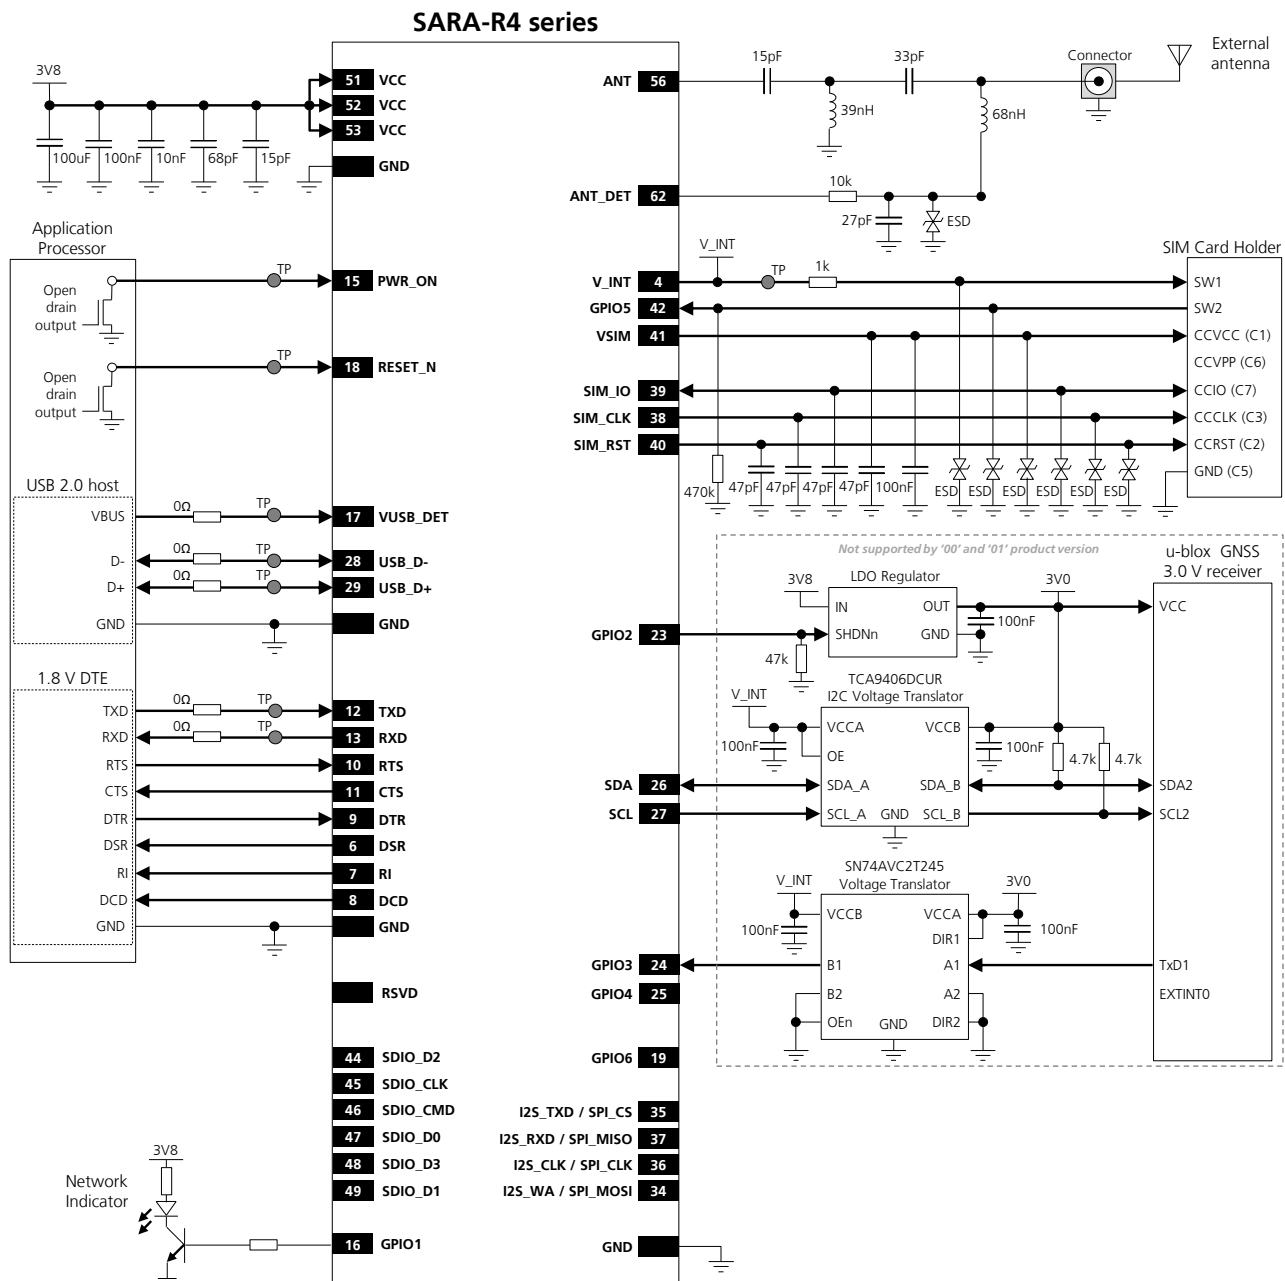 SARA-R4 series
3V8
100uF 100nF 10nF 68pF 15pF
51 VCC
52 VCC
53 VCC
GND
ANT 56
15pF
33pF
39nH
68nH
Connector
External
antenna
ANT_DET 62
10k
27pF
ESD
Application
Processor
Open
drain
output
TP
15 PWR_ON
Open
drain
output
TP
18 RESET_N
V_INT
TP
1k
SIM Card Holder
V_INT 4
SW1
GPIO5 42
SW2
VSIM 41
CCVCC (C1)
CCVPP (C6)
SIM_IO 39
CCIO (C7)
SIM_CLK 38
CCCLK (C3)
SIM_RST 40
CCRST (C2)
GND (C5)
470k
47pF 47pF 47pF 47pF 100nF
ESD ESD ESD ESD ESD ESD
USB 2.0 host
VBUS
0Ω
TP
17 VUSB_DET
D-
0Ω
TP
28 USB_D-
D+
0Ω
TP
29 USB_D+
GND
GND
1.8 V DTE
TXD
0Ω
TP
12 TXD
RXD
0Ω
TP
13 RXD
RTS
10 RTS
CTS
11 CTS
DTR
9 DTR
DSR
6 DSR
RI
7 RI
DCD
8 DCD
GND
GND
Not supported by ‘00’ and ‘01’ product version
u-blox GNSS
3.0 V receiver
3V8
LDO Regulator
3V0
IN
OUT
SHDNn
GND
100nF
VCC
GPIO2 23
47k
TCA9406DCUR
I2C Voltage Translator
V_INT
VCCA
VCCB
100nF
OE
100nF
4.7k
4.7k
SDA 26
SDA_A
SDA_B
SDA2
SCL 27
SCL_A
GND
SCL_B
SCL2
SN74AVC2T245
Voltage Translator
V_INT
3V0
VCCB
VCCA
100nF
DIR1
100nF
GPIO3 24
B1
A1
TxD1
GPIO4 25
B2
A2
EXTINT0
OEn
GND
DIR2
RSVD
44 SDIO_D2
45 SDIO_CLK
46 SDIO_CMD
47 SDIO_D0
48 SDIO_D3
49 SDIO_D1
GPIO6 19
I2S_TXD / SPI_CS 35
I2S_RXD / SPI_MISO 37
I2S_CLK / SPI_CLK 36
I2S_WA / SPI_MOSI 34
3V8
Network
Indicator
16 GPIO1
GND